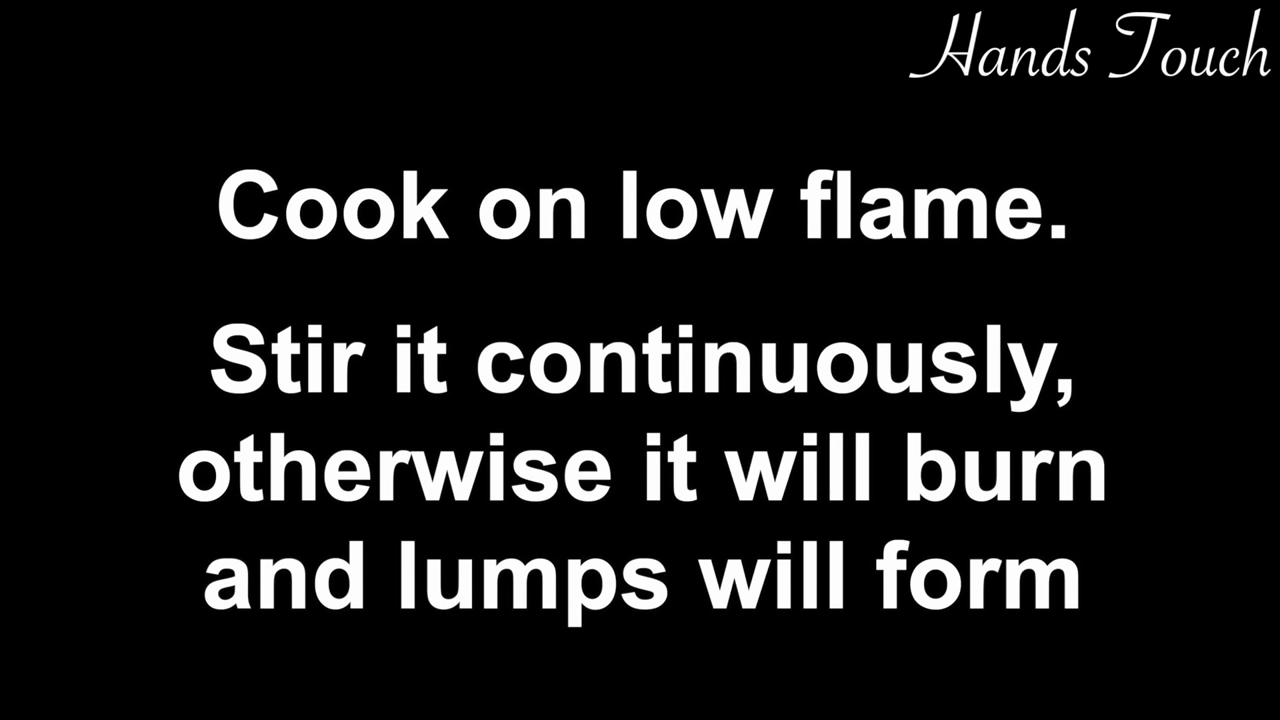 Hands Touch
Cook on low flame.
Stir it continuously,
otherwise it will burn
and lumps will form